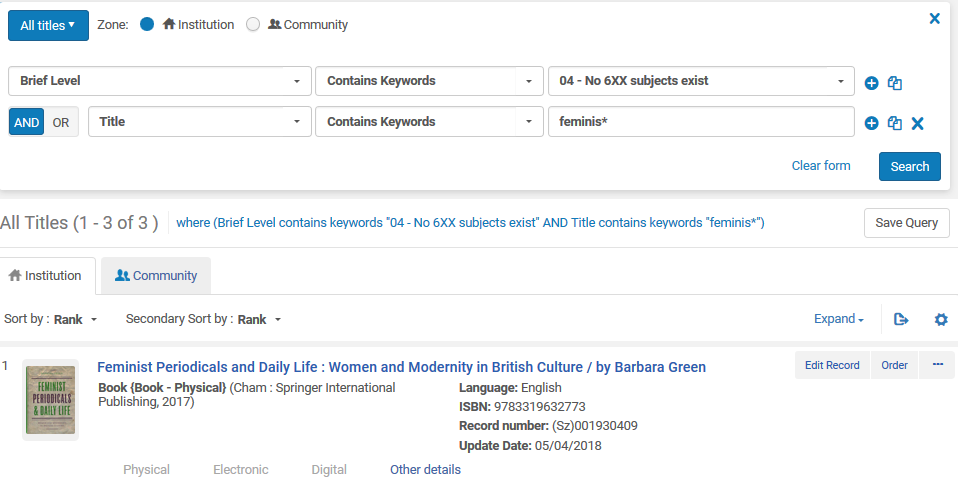 All titles Zone: Institution Community
Brief Level Contains Keywords 04 - No 6XX subjects exist
AND OR Title Contains Keywords feminis*
Clear form Search
All Titles (1 - 3 of 3 ) where (Brief Level contains keywords "04 - No 6XX subjects exist" AND Title contains keywords "feminis*") Save Query
Institution Community
Sort by : Rank Secondary Sort by : Rank Expand
1 Feminist Periodicals and Daily Life : Women and Modernity in British Culture / by Barbara Green Edit Record Order ...
FEMINIST
PERIODICALS
& DAILY LIFE
Book {Book - Physical} (Cham : Springer International
Publishing, 2017)
Language: English
ISBN: 9783319632773
Record number: (Sz)001930409
Update Date: 05/04/2018
Physical Electronic Digital Other details